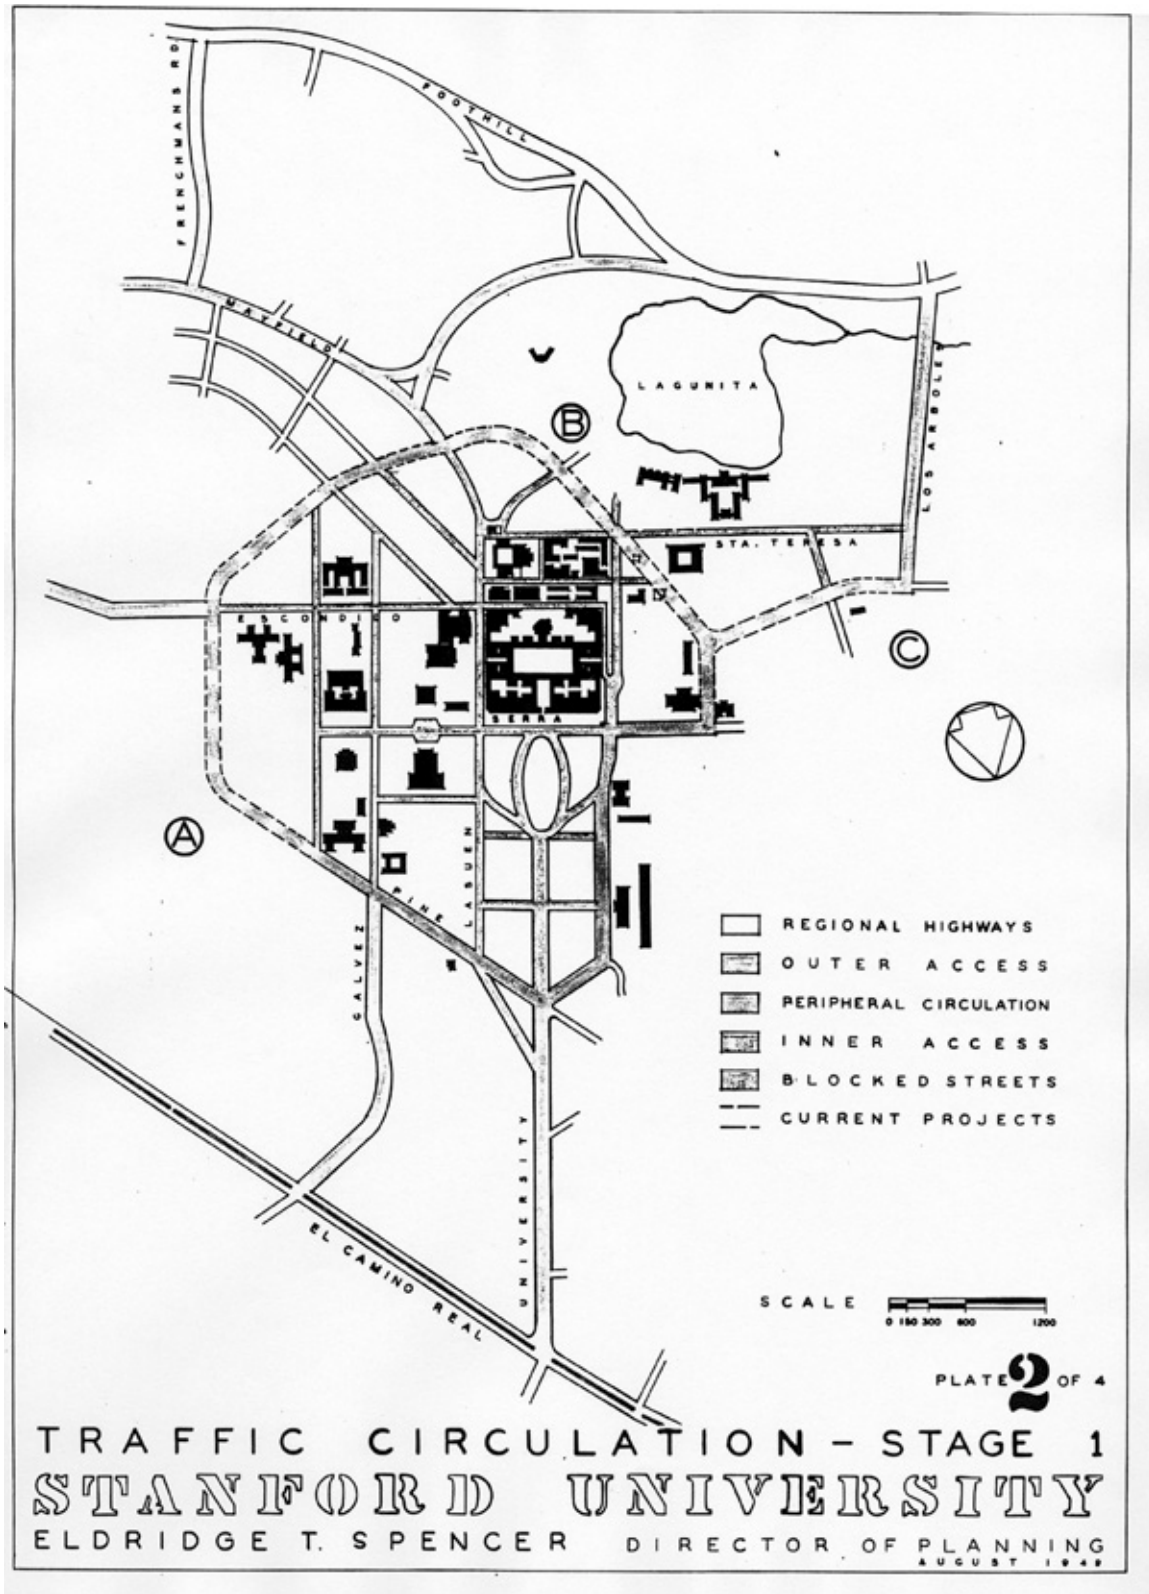 FRENCHMANS RD.
FOOTHILL
MAYFIELD
LAGUNITA
LOS ARBOLES
B
STA. TERESA
ESCONDIDO
C
SERRA
A
LASUEN
PINE
GALVEZ
REGIONAL HIGHWAYS
OUTER ACCESS
PERIPHERAL CIRCULATION
INNER ACCESS
BLOCKED STREETS
CURRENT PROJECTS
UNIVERSITY
EL CAMINO REAL
SCALE
0 150 300 600 1200
PLATE 2 OF 4
TRAFFIC CIRCULATION - STAGE 1
STANFORD UNIVERSITY
ELDRIDGE T. SPENCER DIRECTOR OF PLANNING
AUGUST 1949